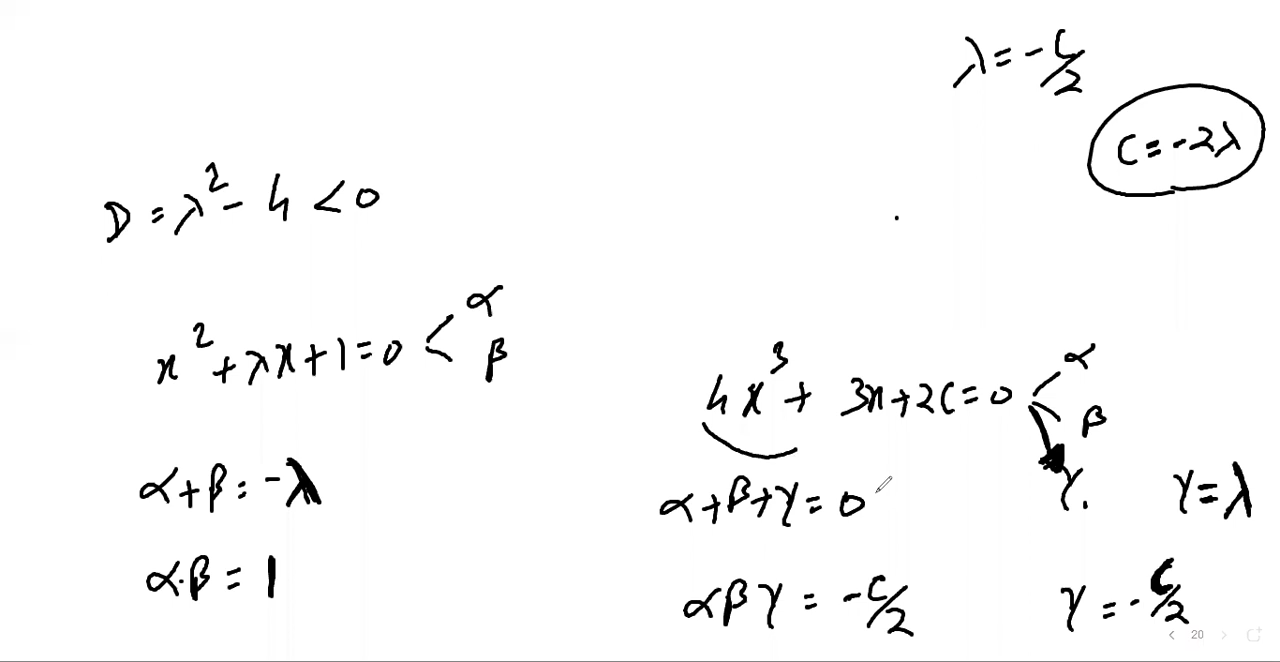 λ = -c/2
c = -2λ
D = λ² - 4 < 0
x² + λx + 1 = 0 < α β
4x³ + 3x + 2c = 0 < α β γ.
α + β = -λ
α + β + γ = 0
γ = λ
α·β = 1
αβγ = -c/2
γ = -c/2
< 20 >